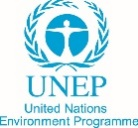 UNEP
United Nations
Environment Programme